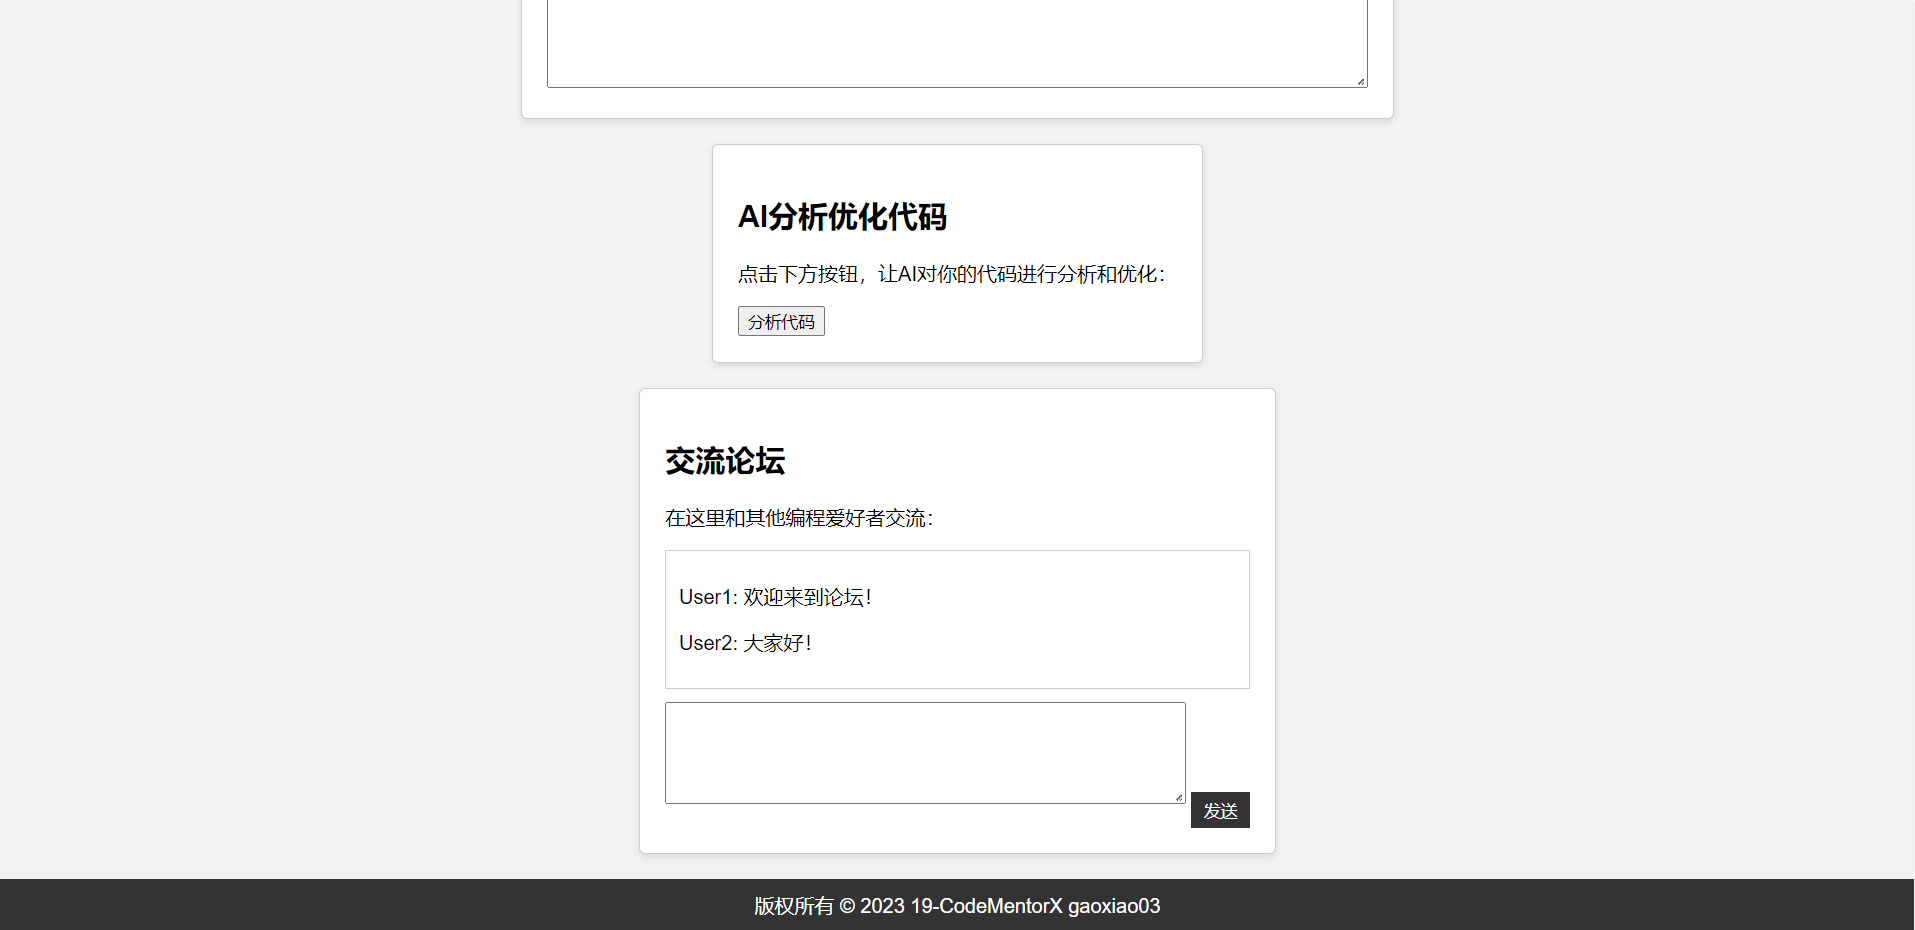 AI分析优化代码
点击下方按钮，让AI对你的代码进行分析和优化：
分析代码
交流论坛
在这里和其他编程爱好者交流：
User1: 欢迎来到论坛！
User2: 大家好！
发送
版权所有 © 2023 19-CodeMentorX gaoxiao03